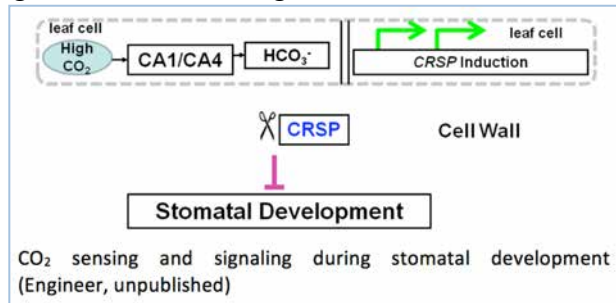 leaf cell
High
CO₂
CA1/CA4
HCO₃⁻
leaf cell
CRSP Induction
CRSP
Cell Wall
Stomatal Development
CO₂ sensing and signaling during stomatal development
(Engineer, unpublished)